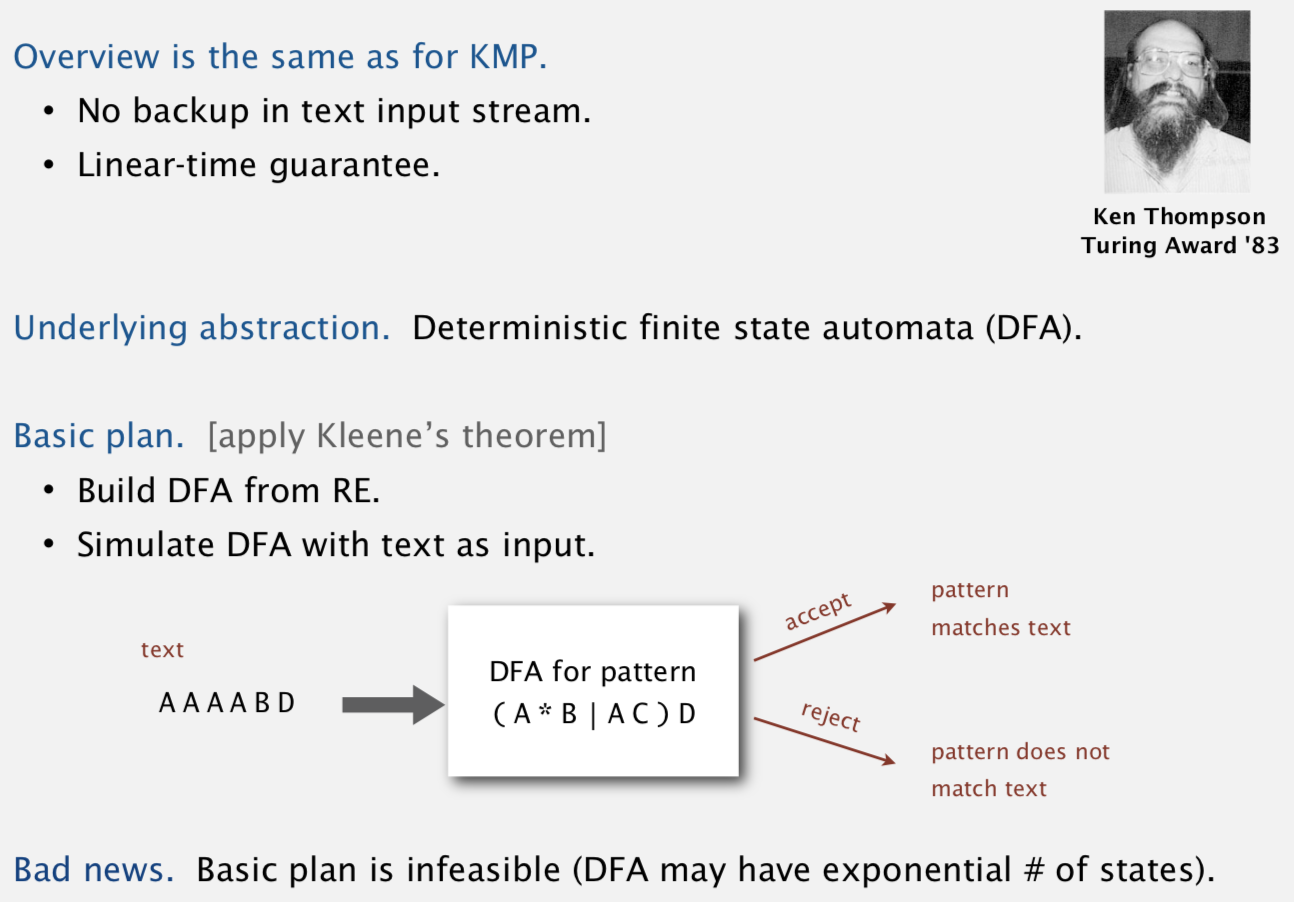 Overview is the same as for KMP.
• No backup in text input stream.
• Linear-time guarantee.
Ken Thompson
Turing Award '83
Underlying abstraction. Deterministic finite state automata (DFA).
Basic plan. [apply Kleene’s theorem]
• Build DFA from RE.
• Simulate DFA with text as input.
text
A A A A B D
DFA for pattern
( A * B | A C ) D
accept
pattern
matches text
reject
pattern does not
match text
Bad news. Basic plan is infeasible (DFA may have exponential # of states).